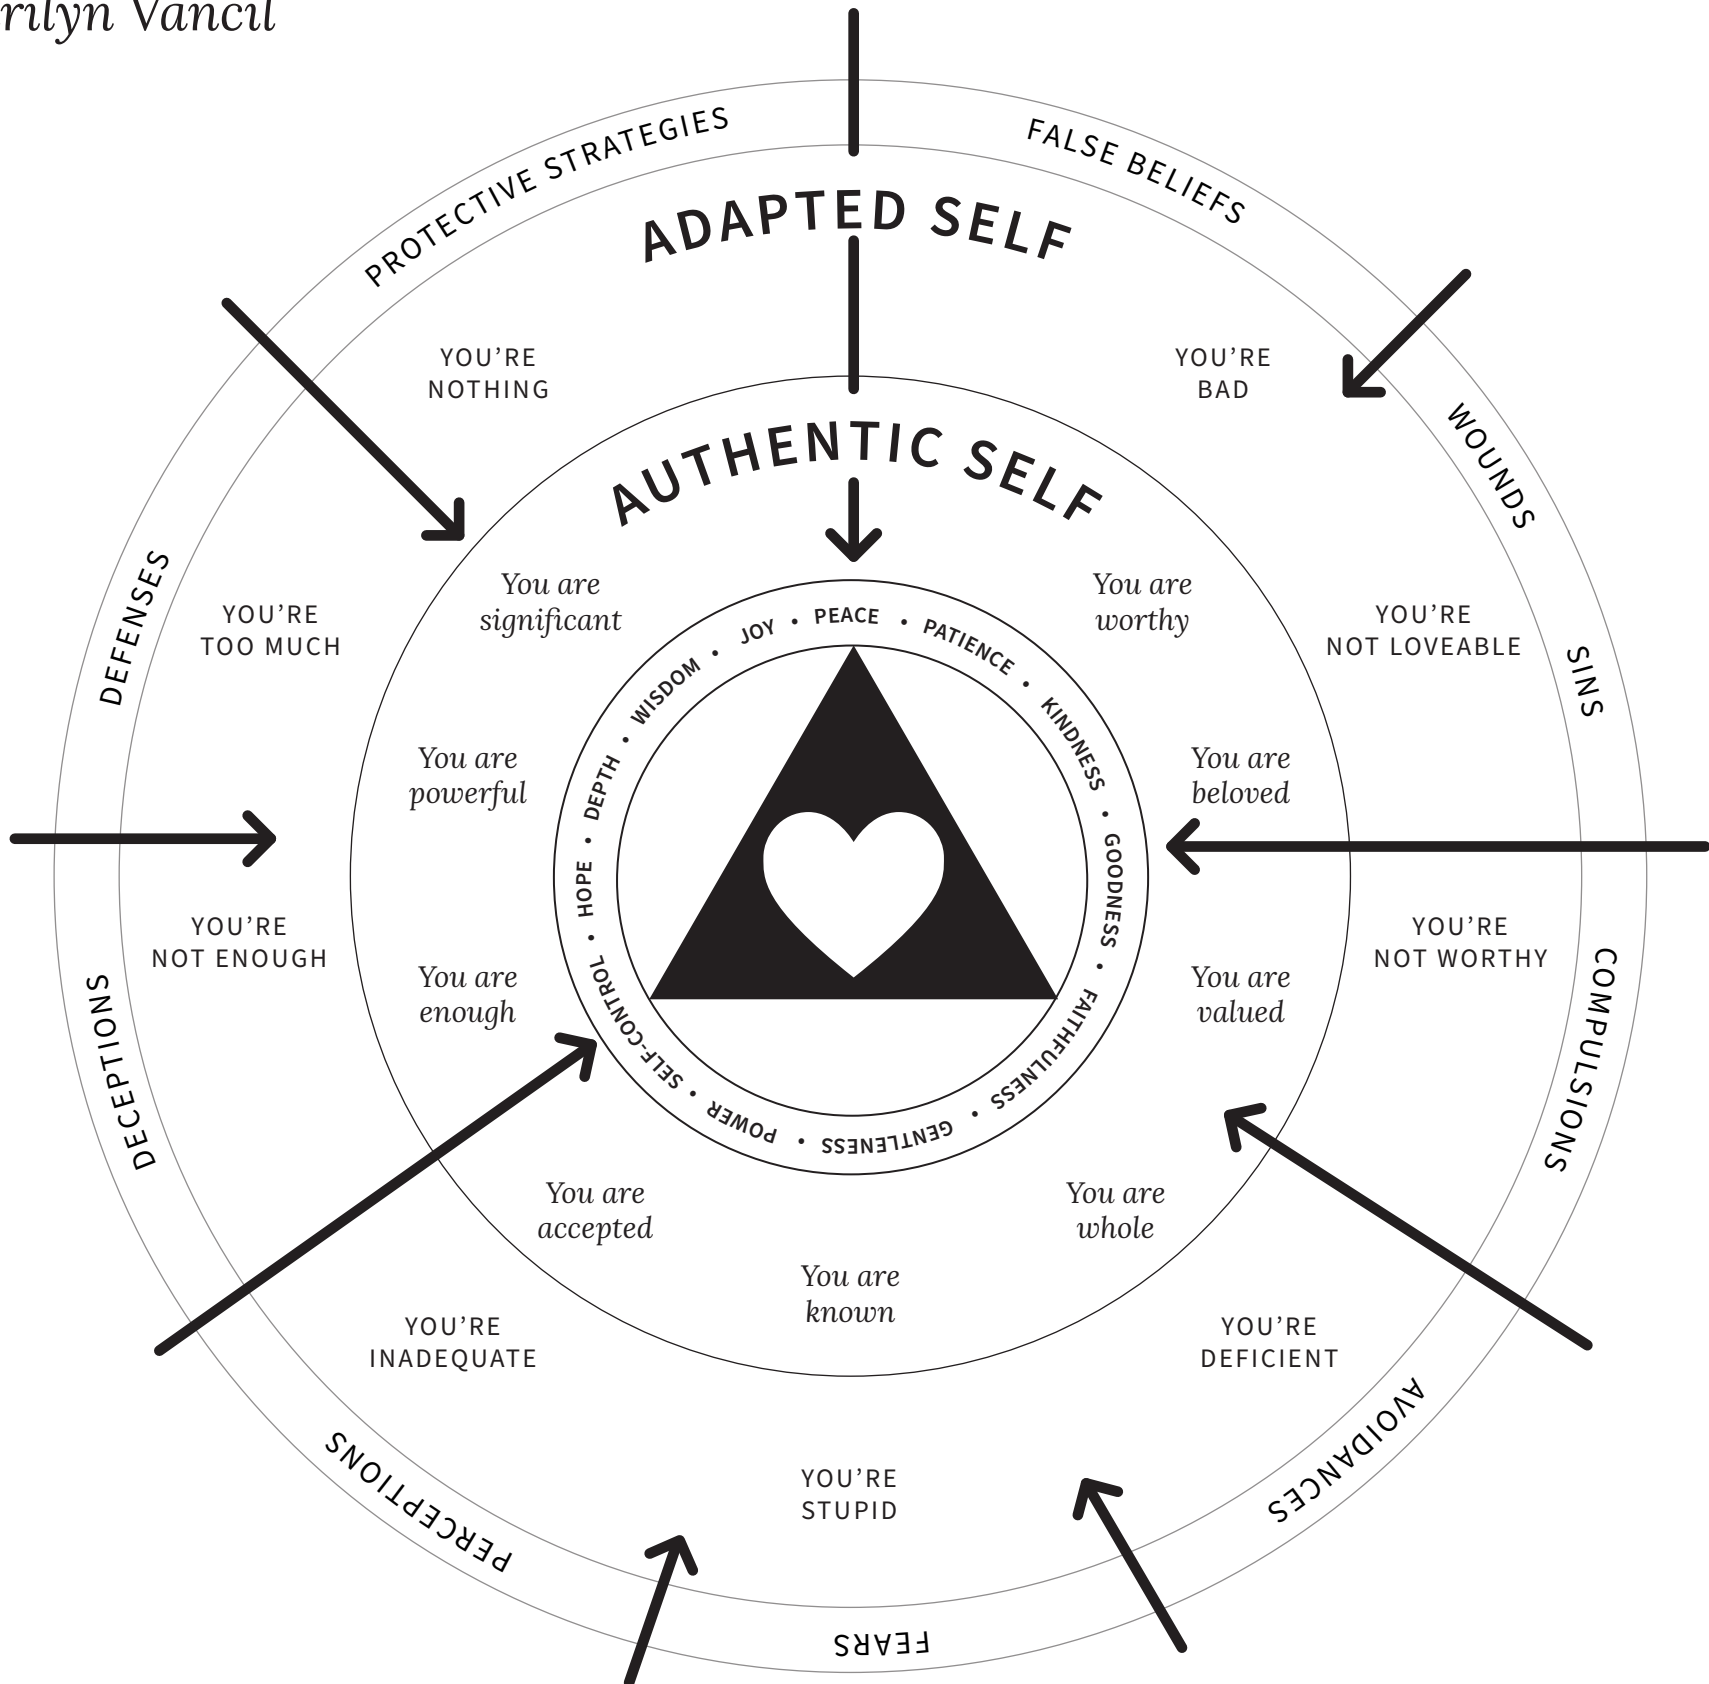 rilyn Vancil
PROTECTIVE STRATEGIES
FALSE BELIEFS
WOUNDS
SINS
COMPULSIONS
AVOIDANCES
FEARS
PERCEPTIONS
DECEPTIONS
DEFENSES
ADAPTED SELF
YOU’RE
NOTHING
YOU’RE
BAD
YOU’RE
TOO MUCH
YOU’RE
NOT LOVEABLE
YOU’RE
NOT ENOUGH
YOU’RE
NOT WORTHY
YOU’RE
INADEQUATE
YOU’RE
DEFICIENT
YOU’RE
STUPID
AUTHENTIC SELF
You are
significant
You are
worthy
You are
powerful
You are
beloved
You are
enough
You are
valued
You are
accepted
You are
whole
You are
known
PEACE • PATIENCE • KINDNESS • GOODNESS • FAITHFULNESS • GENTLENESS • POWER • SELF-CONTROL • HOPE • DEPTH • WISDOM • JOY •